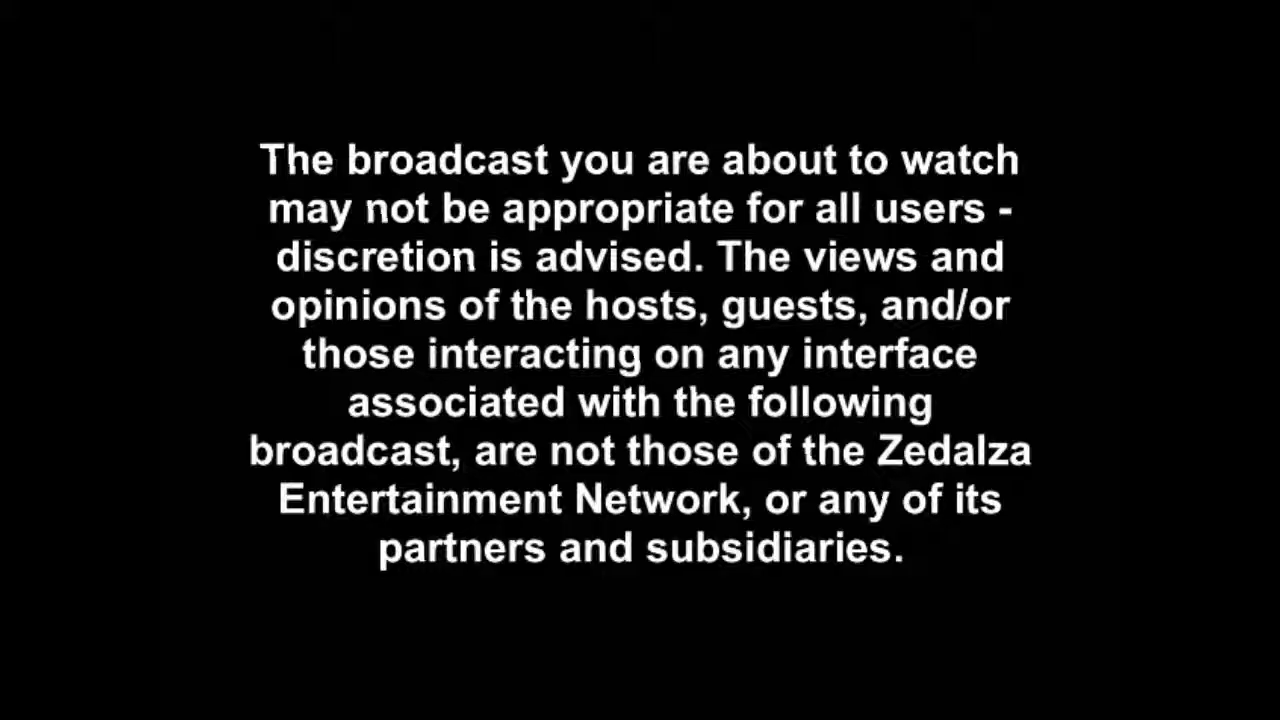 The broadcast you are about to watch
may not be appropriate for all users -
discretion is advised. The views and
opinions of the hosts, guests, and/or
those interacting on any interface
associated with the following
broadcast, are not those of the Zedalza
Entertainment Network, or any of its
partners and subsidiaries.